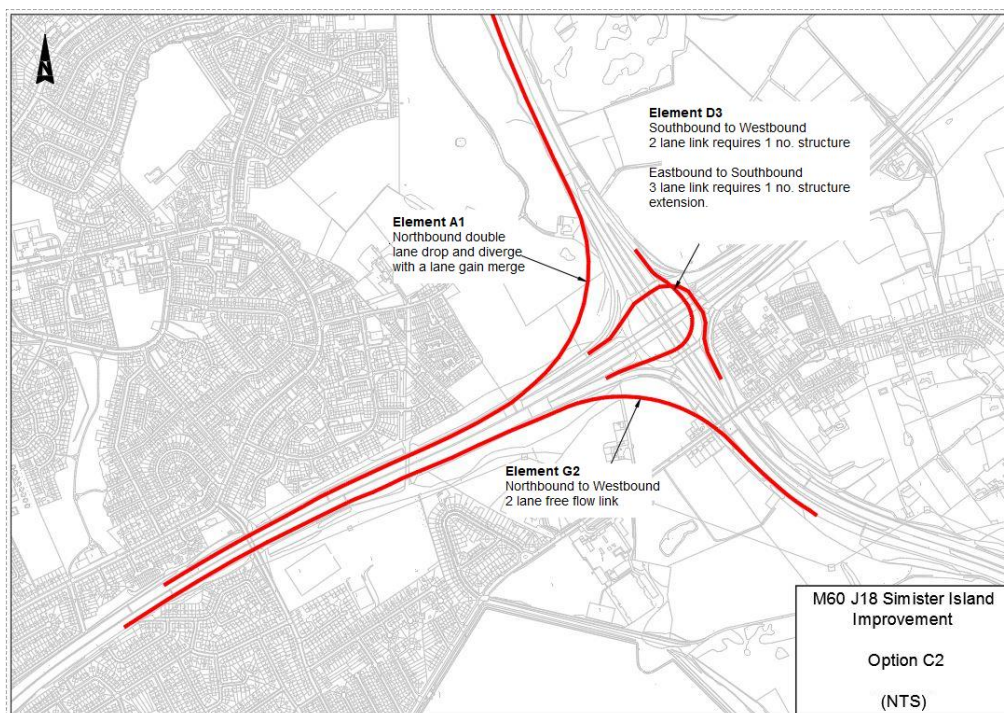 N
Element D3
Southbound to Westbound
2 lane link requires 1 no. structure
Eastbound to Southbound
3 lane link requires 1 no. structure
extension.
Element A1
Northbound double
lane drop and diverge
with a lane gain merge
Element G2
Northbound to Westbound
2 lane free flow link
M60 J18 Simister Island
Improvement
Option C2
(NTS)